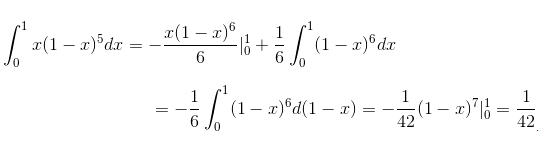 ∫₀¹ x(1 − x)⁵dx = −x(1 − x)⁶/6 |₀¹ + 1/6 ∫₀¹ (1 − x)⁶dx
= −1/6 ∫₀¹ (1 − x)⁶d(1 − x) = −1/42 (1 − x)⁷|₀¹ = 1/42.